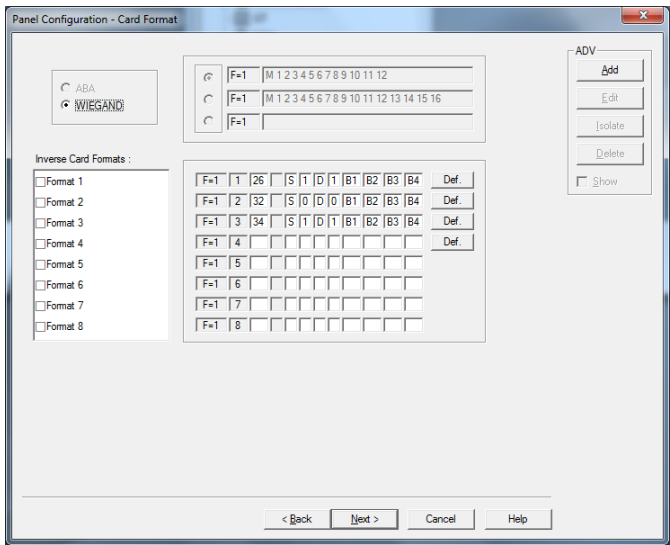 Panel Configuration - Card Format
ADV
Add
Edit
Isolate
Delete
Show
ABA
WIEGAND
F=1 M 1 2 3 4 5 6 7 8 9 10 11 12
F=1 M 1 2 3 4 5 6 7 8 9 10 11 12 13 14 15 16
F=1
Inverse Card Formats :
Format 1
Format 2
Format 3
Format 4
Format 5
Format 6
Format 7
Format 8
F=1 1 26 S 1 D 1 B1 B2 B3 B4 Def.
F=1 2 32 S 0 D 0 B1 B2 B3 B4 Def.
F=1 3 34 S 1 D 1 B1 B2 B3 B4 Def.
F=1 4 Def.
F=1 5
F=1 6
F=1 7
F=1 8
< Back Next > Cancel Help